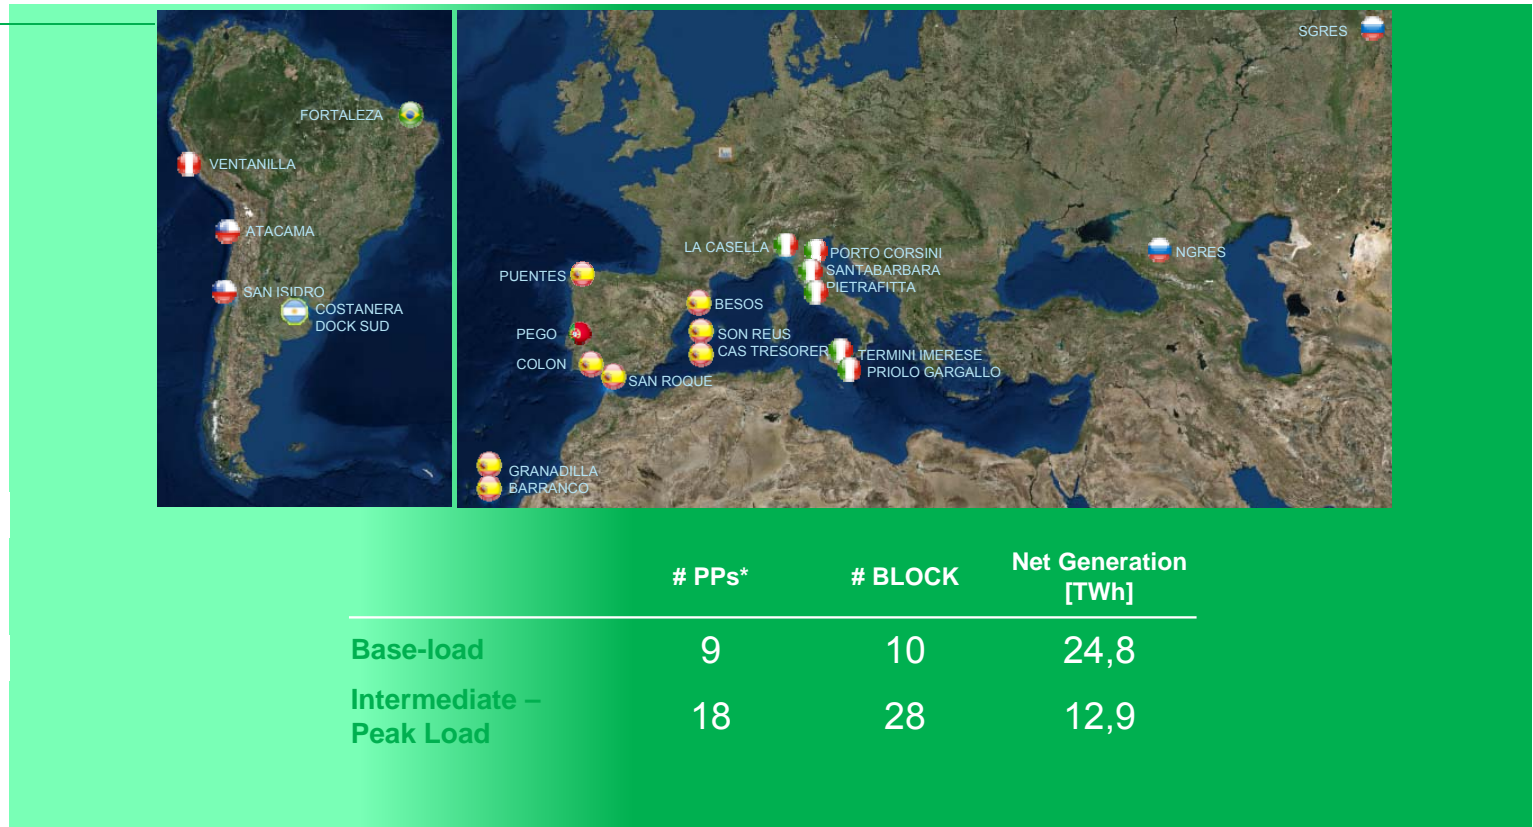 SGRES
FORTALEZA
VENTANILLA
ATACAMA
SAN ISIDRO
COSTANERA
DOCK SUD
LA CASELLA
PORTO CORSINI
SANTABARBARA
PIETRAFITTA
NGRES
PUENTES
BESOS
PEGO
SON REUS
CAS TRESORER
COLON
SAN ROQUE
TERMINI IMERESE
PRIOLO GARGALLO
GRANADILLA
BARRANCO
# PPs* # BLOCK Net Generation
[TWh]
Base-load 9 10 24,8
Intermediate –
Peak Load 18 28 12,9